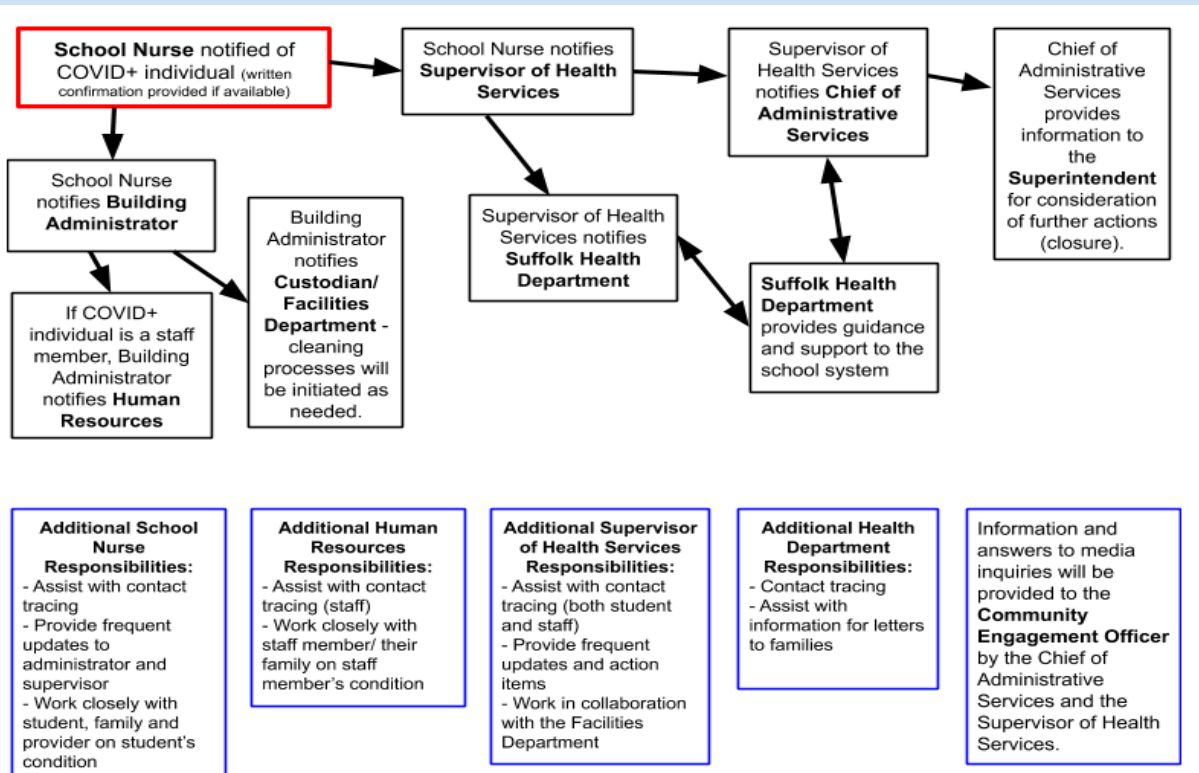 School Nurse notified of
COVID+ individual (written
confirmation provided if available)
School Nurse notifies
Supervisor of Health
Services
Supervisor of
Health Services
notifies Chief of
Administrative
Services
Chief of
Administrative
Services
provides
information to
the
Superintendent
for consideration
of further actions
(closure).
School Nurse
notifies Building
Administrator
Building
Administrator
notifies
Custodian/
Facilities
Department -
cleaning
processes will
be initiated as
needed.
Supervisor of Health
Services notifies
Suffolk Health
Department
Suffolk Health
Department
provides guidance
and support to the
school system
If COVID+
individual is a staff
member, Building
Administrator
notifies Human
Resources
Additional School
Nurse
Responsibilities:
- Assist with contact
tracing
- Provide frequent
updates to
administrator and
supervisor
- Work closely with
student, family and
provider on student's
condition
Additional Human
Resources
Responsibilities:
- Assist with contact
tracing (staff)
- Work closely with
staff member/ their
family on staff
member's condition
Additional Supervisor
of Health Services
Responsibilities:
- Assist with contact
tracing (both student
and staff)
- Provide frequent
updates and action
items
- Work in collaboration
with the Facilities
Department
Additional Health
Department
Responsibilities:
- Contact tracing
- Assist with
information for letters
to families
Information and
answers to media
inquiries will be
provided to the
Community
Engagement Officer
by the Chief of
Administrative
Services and the
Supervisor of Health
Services.